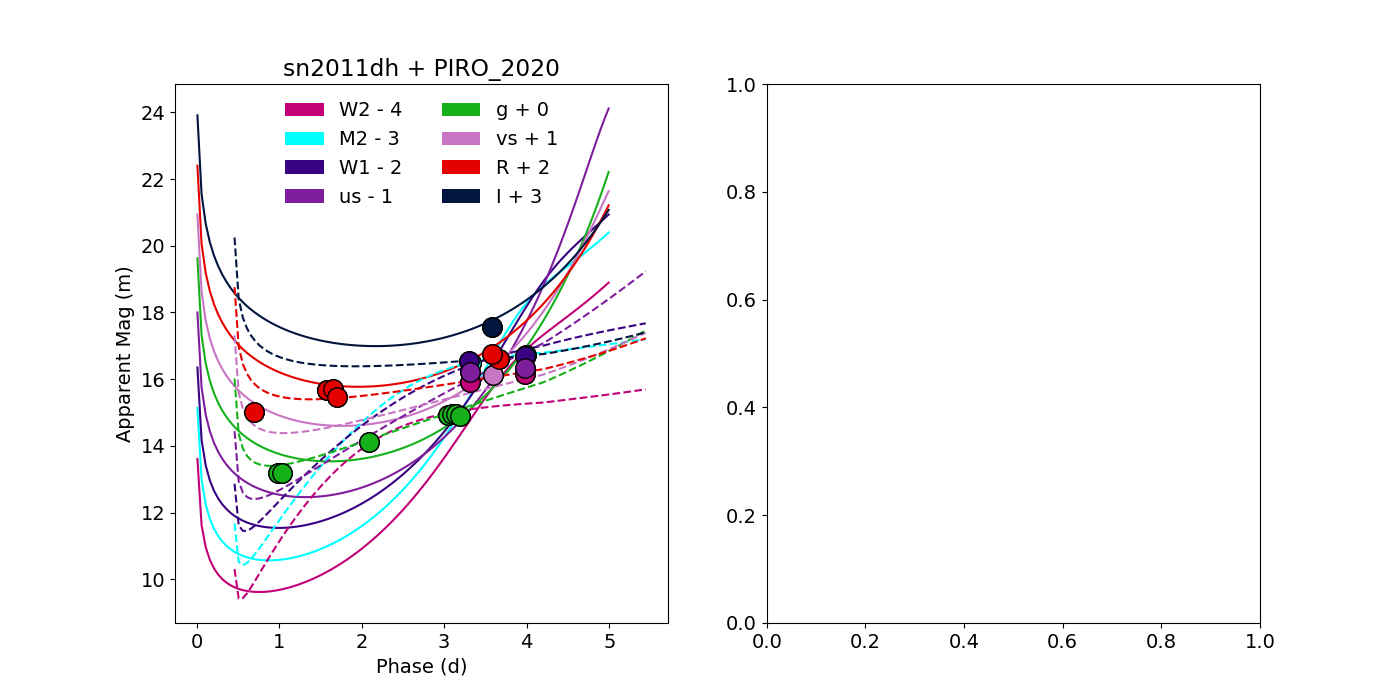 sn2011dh + PIRO_2020
W2 - 4
M2 - 3
W1 - 2
us - 1
g + 0
vs + 1
R + 2
I + 3
Apparent Mag (m)
24
22
20
18
16
14
12
10
0 1 2 3 4 5
Phase (d)
1.0
0.8
0.6
0.4
0.2
0.0
0.0 0.2 0.4 0.6 0.8 1.0